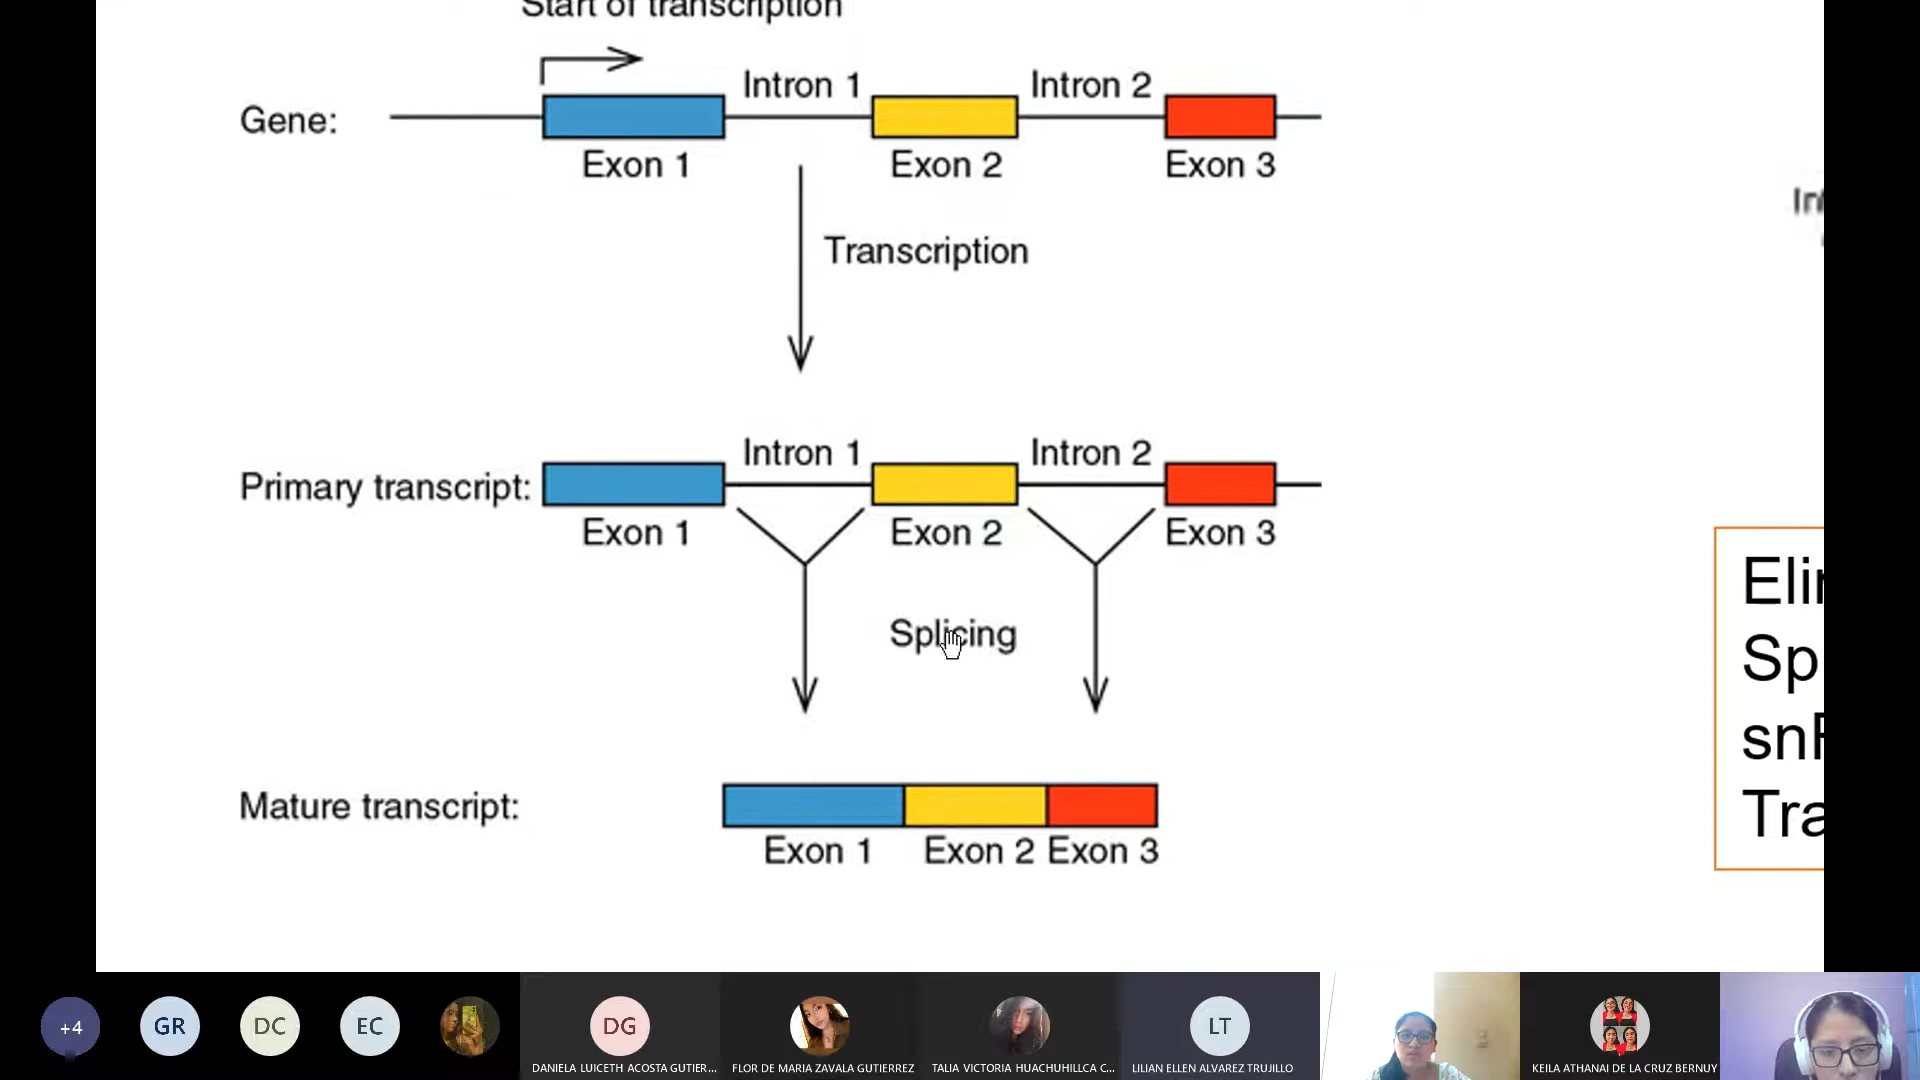 Start of transcription
Intron 1
Intron 2
Gene:
Exon 1
Exon 2
Exon 3
Transcription
Intron 1
Intron 2
Primary transcript:
Exon 1
Exon 2
Exon 3
Splicing
Mature transcript:
Exon 1
Exon 2
Exon 3
+4
GR
DC
EC
DG
LT
DANIELA LUICETH ACOSTA GUTIER...
FLOR DE MARIA ZAVALA GUTIERREZ
TALIA VICTORIA HUACHUHILLCA C...
LILIAN ELLEN ALVAREZ TRUJILLO
KEILA ATHANAI DE LA CRUZ BERNUY